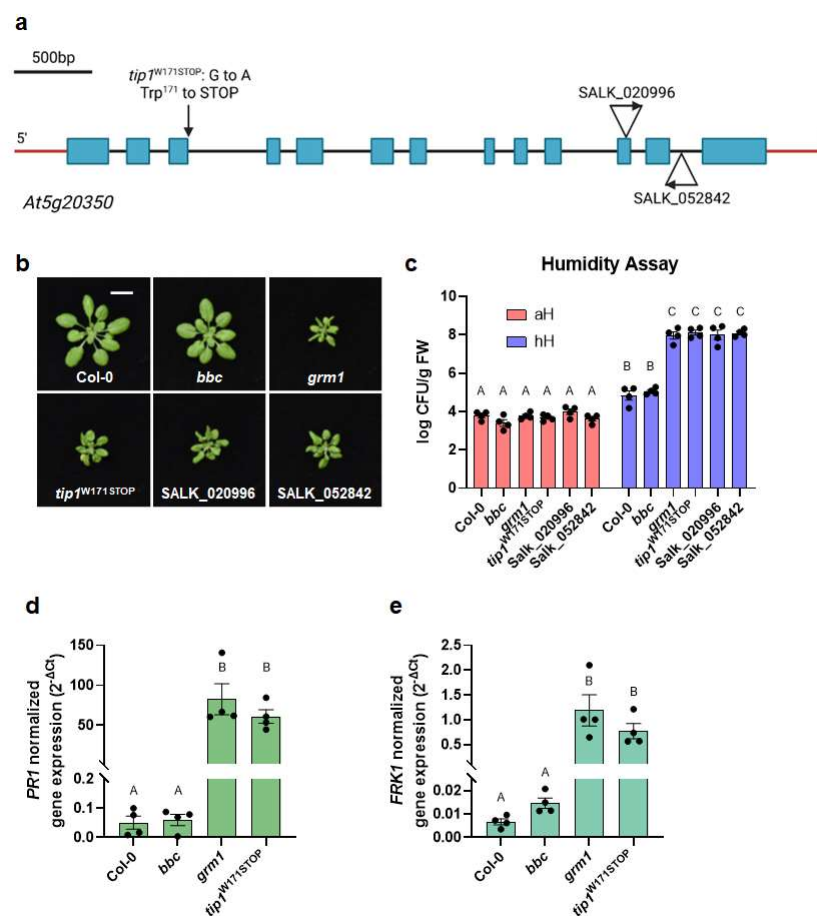 a
500bp
tip1W171STOP: G to A
Trp171 to STOP
SALK_020996
5'
At5g20350
SALK_052842
b
Col-0
bbc
grm1
tip1W171STOP
SALK_020996
SALK_052842
c
Humidity Assay
aH
hH
log CFU/g FW
10
8
6
4
2
0
A A A A A A
B B C C C C
Col-0
bbc
grm1
tip1W171STOP
Salk_020996
Salk_052842
Col-0
bbc
grm1
tip1W171STOP
Salk_020996
Salk_052842
d
PR1 normalized
gene expression (2-ΔCt)
150
100
50
0.2
0.1
0.0
A A B B
Col-0
bbc
grm1
tip1W171STOP
e
FRK1 normalized
gene expression (2-ΔCt)
2.5
2.0
1.5
1.0
0.5
0.02
0.01
0.00
A A B B
Col-0
bbc
grm1
tip1W171STOP